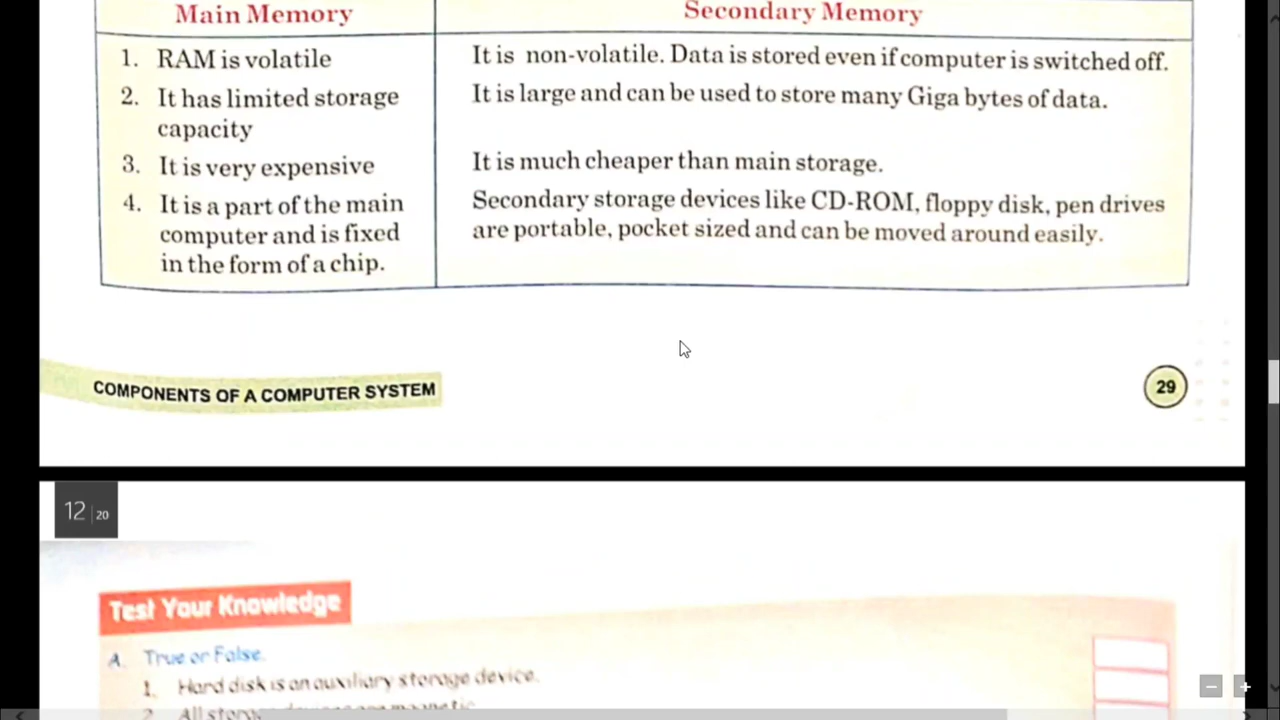 Main Memory
Secondary Memory
1. RAM is volatile
It is non-volatile. Data is stored even if computer is switched off.
2. It has limited storage
capacity
It is large and can be used to store many Giga bytes of data.
3. It is very expensive
It is much cheaper than main storage.
4. It is a part of the main
computer and is fixed
in the form of a chip.
Secondary storage devices like CD-ROM, floppy disk, pen drives
are portable, pocket sized and can be moved around easily.
COMPONENTS OF A COMPUTER SYSTEM
29
12 | 20
Test Your Knowledge
A. True or False.
1. Hard disk is an auxiliary storage device.
2. All